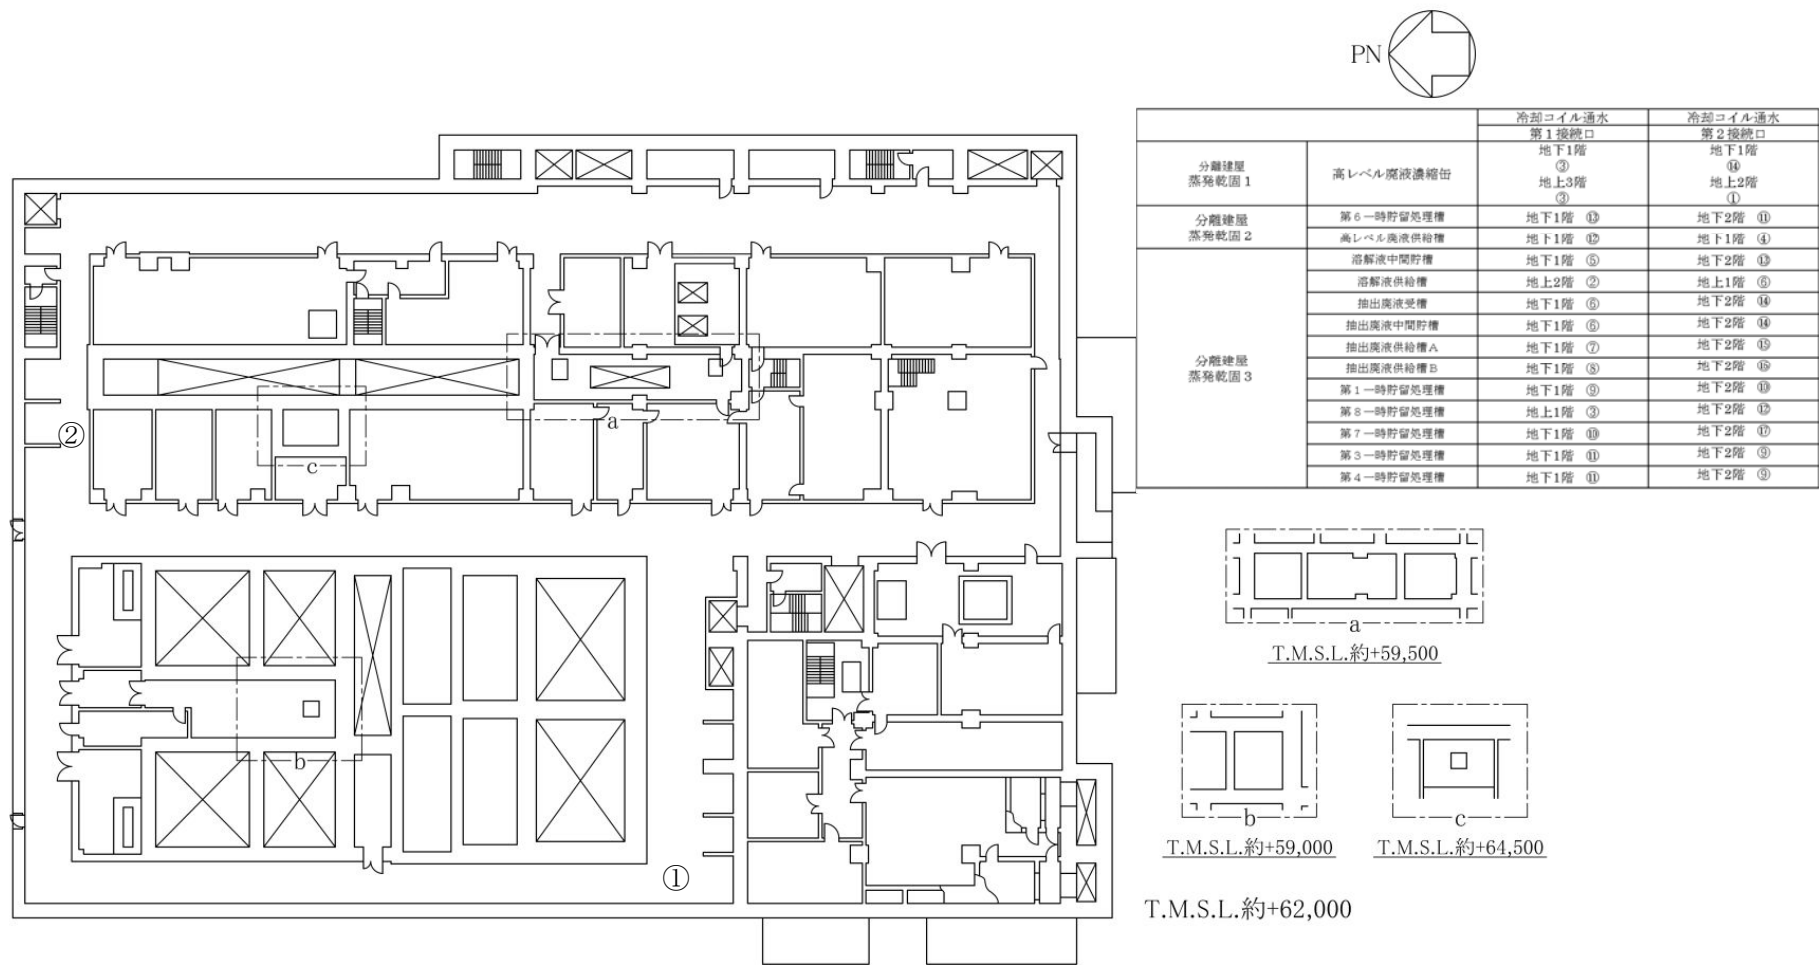 PN
冷却コイル通水 冷却コイル通水
第1接続口 第2接続口
分離建屋 蒸発乾固1 高レベル廃液濃縮缶 地下1階 ③ 地上3階 ③ 地下1階 ⑭ 地上2階 ①
分離建屋 蒸発乾固2 第6一時貯留処理槽 地下1階 ⑬ 地下2階 ⑪
高レベル廃液供給槽 地下1階 ⑫ 地下1階 ④
分離建屋 蒸発乾固3 溶解液中間貯槽 地下1階 ⑤ 地下2階 ⑬
溶解液供給槽 地上2階 ② 地上1階 ⑥
抽出廃液受槽 地下1階 ⑥ 地下2階 ⑭
抽出廃液中間貯槽 地下1階 ⑥ 地下2階 ⑭
抽出廃液供給槽A 地下1階 ⑦ 地下2階 ⑮
抽出廃液供給槽B 地下1階 ⑧ 地下2階 ⑯
第1一時貯留処理槽 地下1階 ⑨ 地下2階 ⑩
第8一時貯留処理槽 地上1階 ③ 地下2階 ⑫
第7一時貯留処理槽 地下1階 ⑩ 地下2階 ⑰
第3一時貯留処理槽 地下1階 ⑪ 地下2階 ⑨
第4一時貯留処理槽 地下1階 ⑪ 地下2階 ⑨
②
a
c
b
①
a
T.M.S.L.約+59,500
b
T.M.S.L.約+59,000
c
T.M.S.L.約+64,500
T.M.S.L.約+62,000